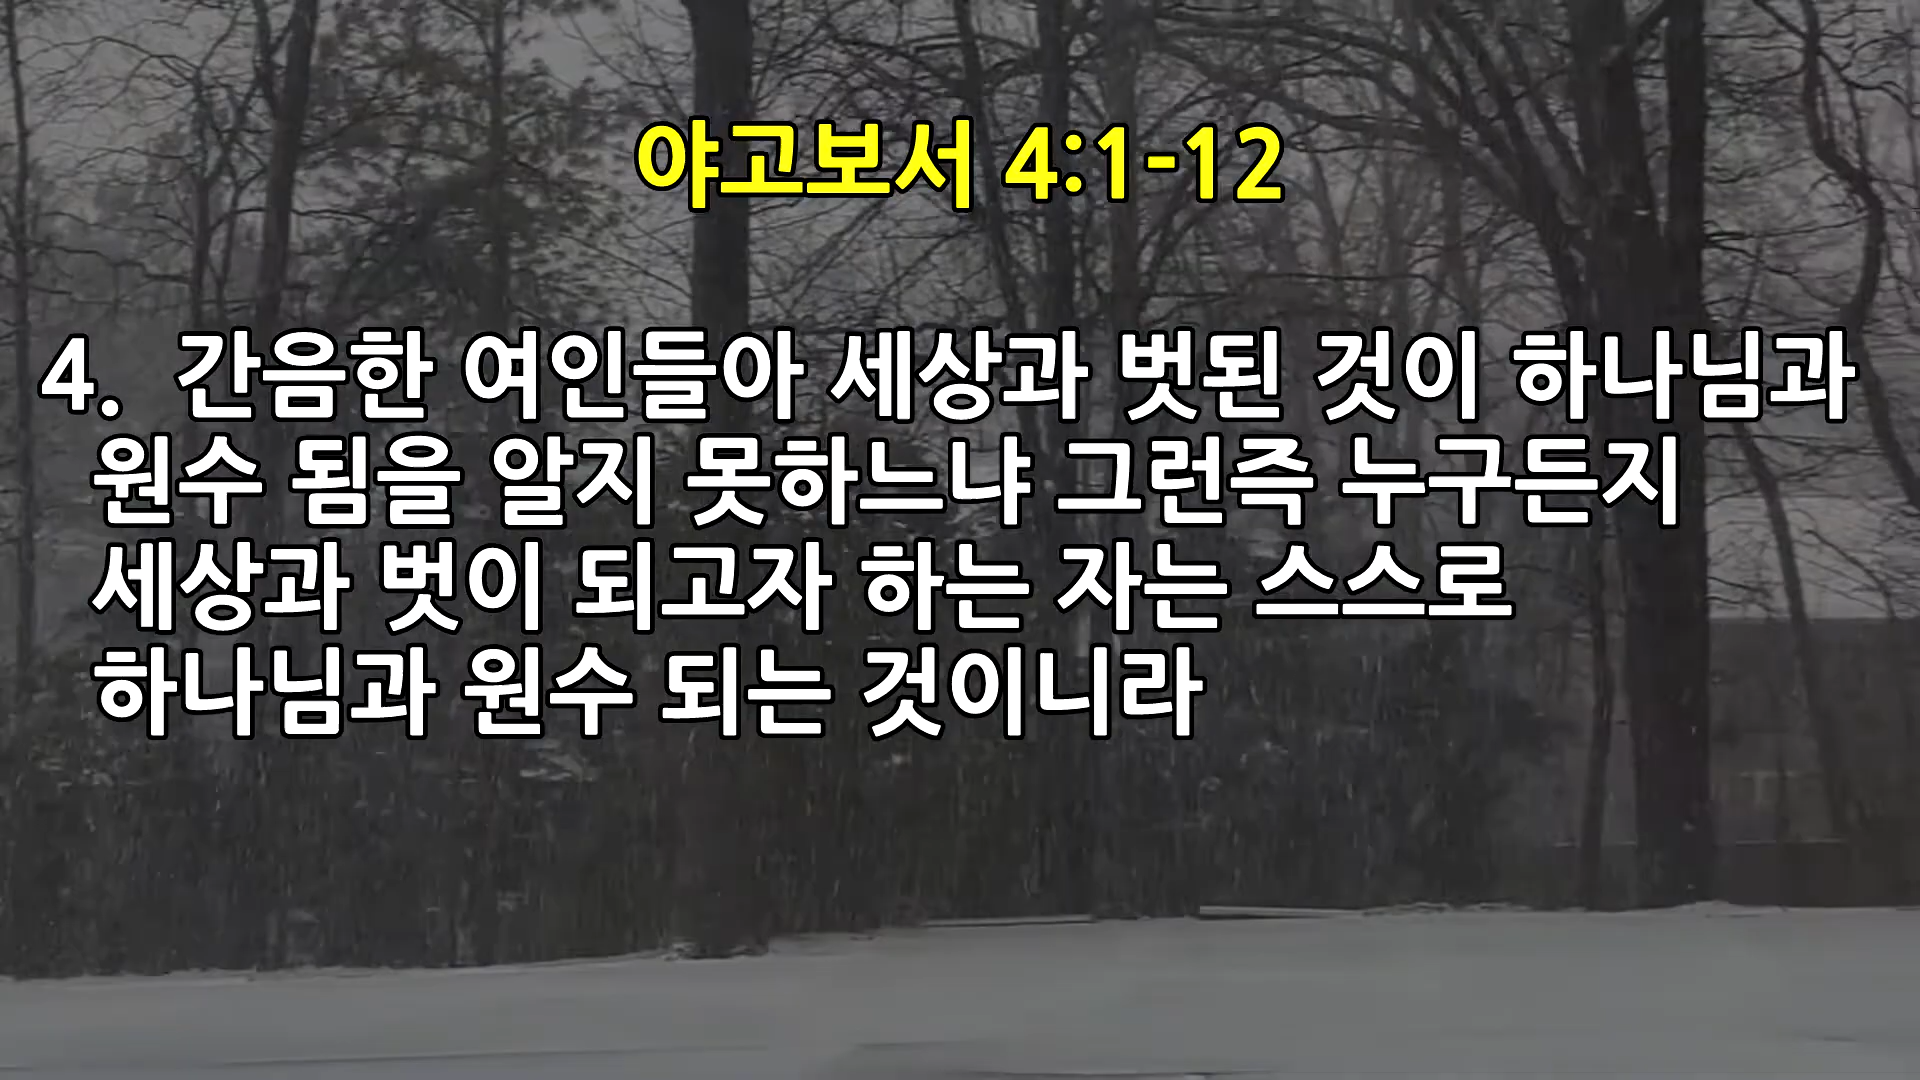 야고보서 4:1-12
4. 간음한 여인들아 세상과 벗된 것이 하나님과
원수 됨을 알지 못하느냐 그런즉 누구든지
세상과 벗이 되고자 하는 자는 스스로
하나님과 원수 되는 것이니라